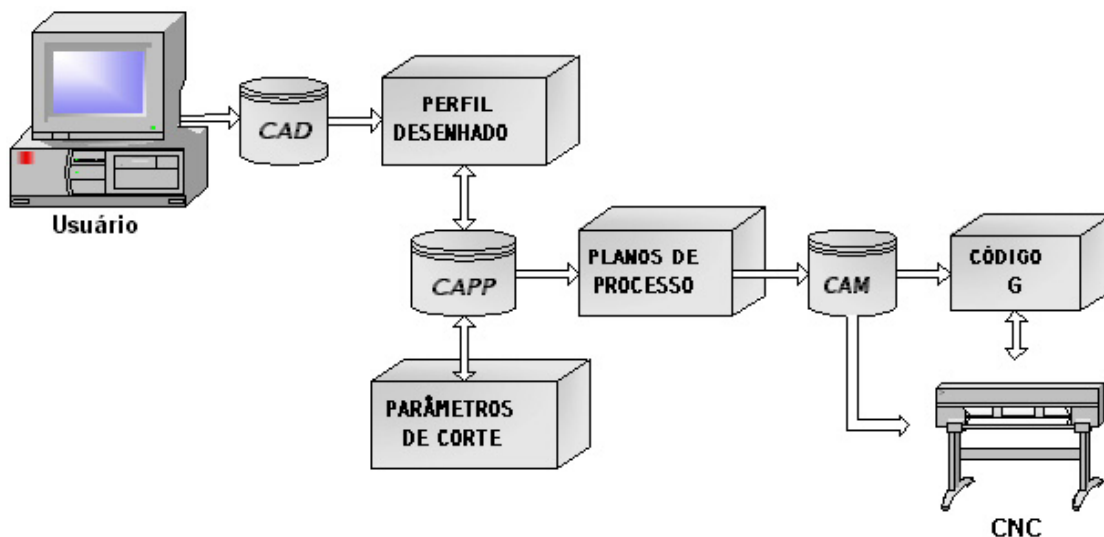 Usuário
CAD
PERFIL
DESENHADO
CAPP
PLANOS DE
PROCESSO
CAM
CÓDIGO
G
PARÂMETROS
DE CORTE
CNC